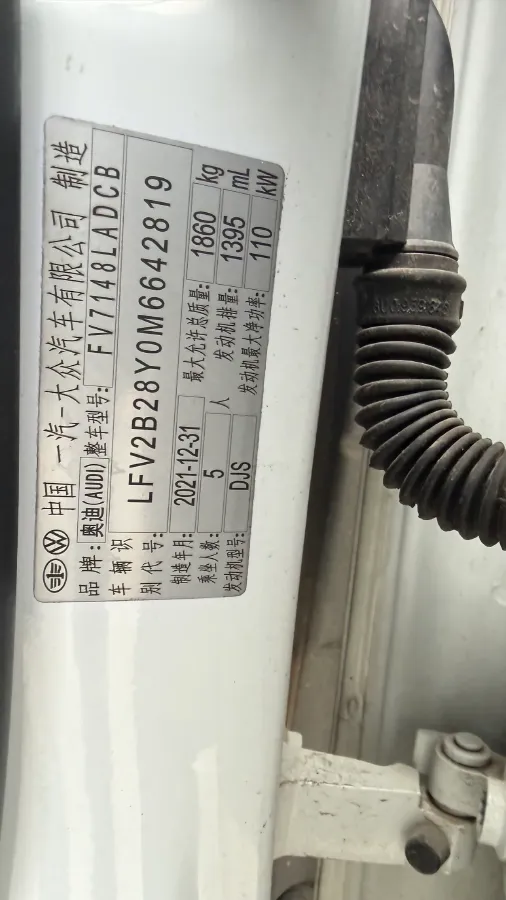 中国 一汽-大众汽车有限公司 制造
品牌: 奥迪(AUDI) 整车型号: FV7148LADCB
车辆识别代号: LFV2B28Y0M6642819
制造年月: 2021-12-31 最大允许总质量: 1860 kg
乘坐人数: 5 人 发动机排量: 1395 mL
发动机型号: DJS 发动机最大净功率: 110 kW